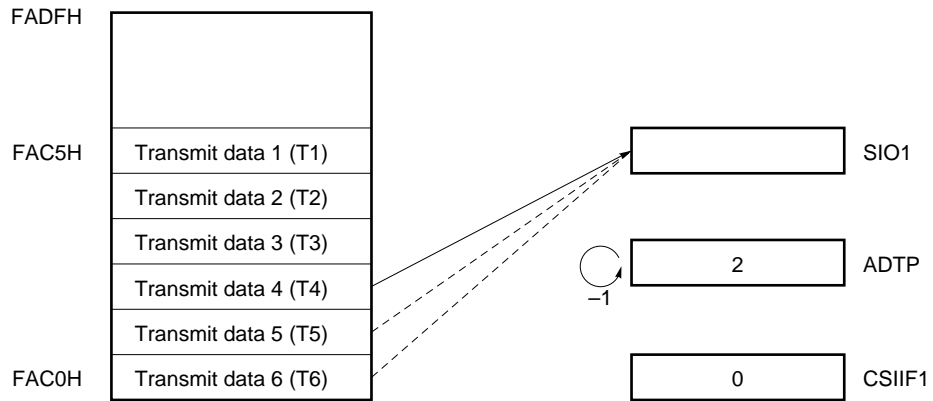 FADFH
FAC5H Transmit data 1 (T1) SIO1
Transmit data 2 (T2)
Transmit data 3 (T3)
2 ADTP
Transmit data 4 (T4)
–1
Transmit data 5 (T5)
FAC0H Transmit data 6 (T6) 0 CSIIF1